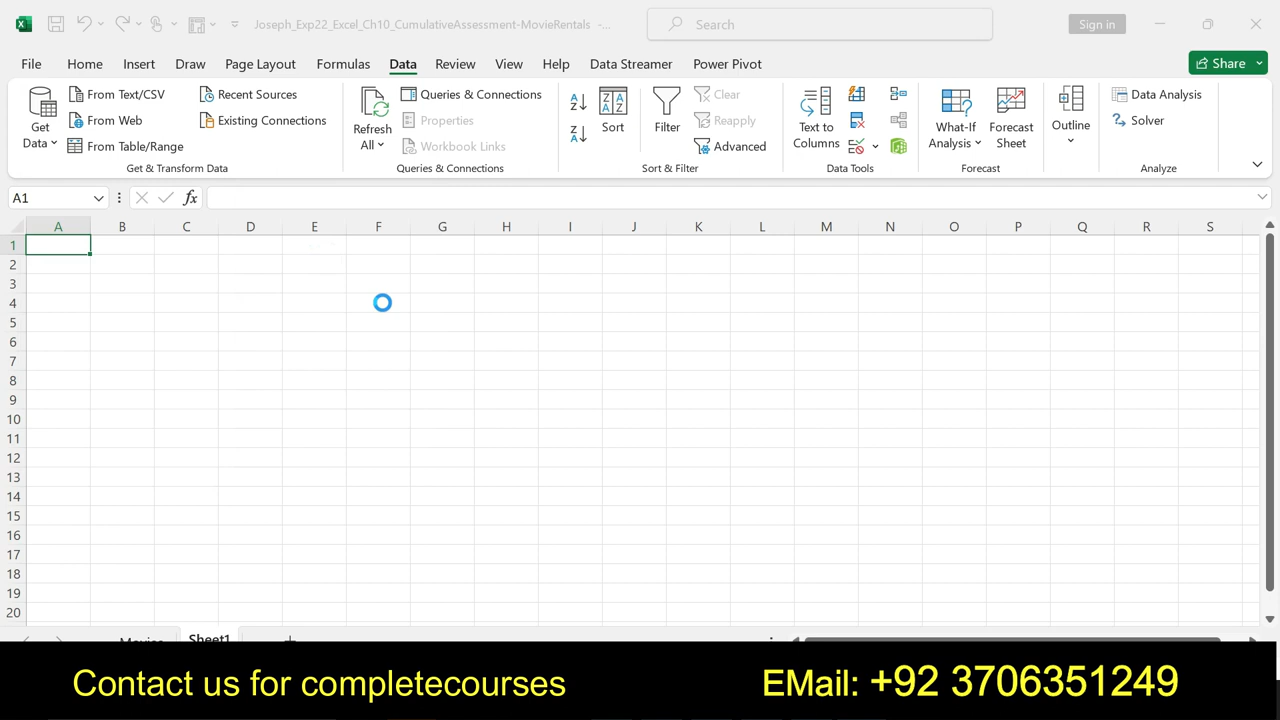 Joseph_Exp22_Excel_Ch10_CumulativeAssessment-MovieRentals -...
Search
Sign in
File Home Insert Draw Page Layout Formulas Data Review View Help Data Streamer Power Pivot
Share
Get Data
From Text/CSV
From Web
From Table/Range
Recent Sources
Existing Connections
Get & Transform Data
Refresh All
Queries & Connections
Properties
Workbook Links
Queries & Connections
Sort
Filter
Clear
Reapply
Advanced
Sort & Filter
Text to Columns
Data Tools
What-If Analysis
Forecast Sheet
Forecast
Outline
Data Analysis
Solver
Analyze
A1
fx
A B C D E F G H I J K L M N O P Q R S
1
2
3
4
5
6
7
8
9
10
11
12
13
14
15
16
17
18
19
20
Movies Sheet1
Contact us for completecourses
EMail: +92 3706351249